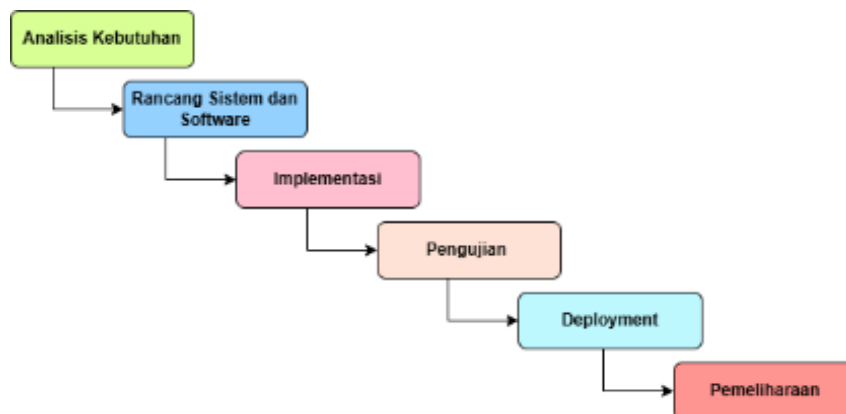 Analisis Kebutuhan
Rancang Sistem dan
Software
Implementasi
Pengujian
Deployment
Pemeliharaan